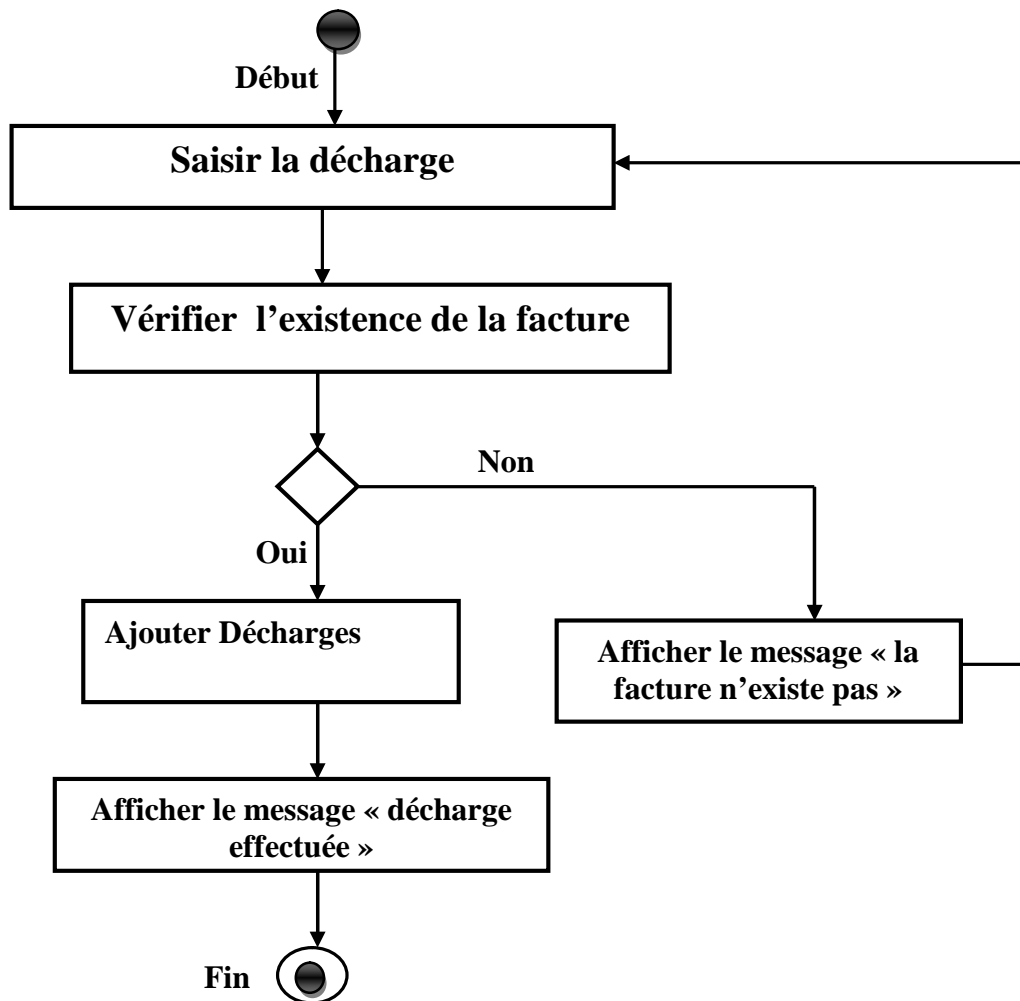 Début
Saisir la décharge
Vérifier l’existence de la facture
Non
Oui
Ajouter Décharges
Afficher le message « la
facture n’existe pas »
Afficher le message « décharge
effectuée »
Fin